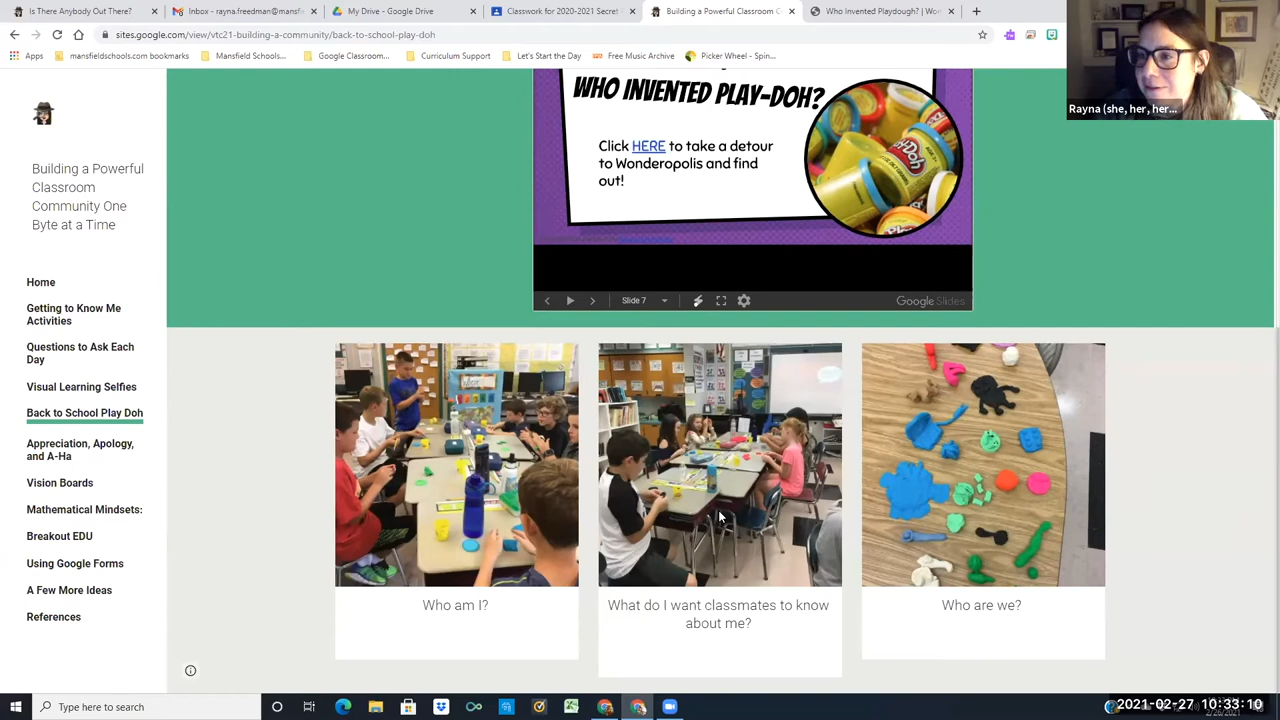 Is There Anybody Out There?
Inbox - rayna.freedman@mansf
My Drive - Google Drive
Classwork for 2020-2021 Secret
Building a Powerful Classroom C
Who Invented Playdough? | Wo
sites.google.com/view/vtc21-building-a-community/back-to-school-play-doh
Apps
mansfieldschools.com bookmarks
Mansfield Schools...
Google Classroom...
Curriculum Support
Let's Start the Day
Free Music Archive
Picker Wheel - Spin...
Rayna (she, her, her...
WHO INVENTED PLAY-DOH?
Click HERE to take a detour
to Wonderopolis and find
out!
Play-Doh
Slide 7
Google Slides
Building a Powerful
Classroom
Community One
Byte at a Time
Home
Getting to Know Me
Activities
Questions to Ask Each
Day
Visual Learning Selfies
Back to School Play Doh
Appreciation, Apology,
and A-Ha
Vision Boards
Mathematical Mindsets:
Breakout EDU
Using Google Forms
A Few More Ideas
References
Who am I?
What do I want classmates to know
about me?
Who are we?
Type here to search
2021-02-27 10:33:10